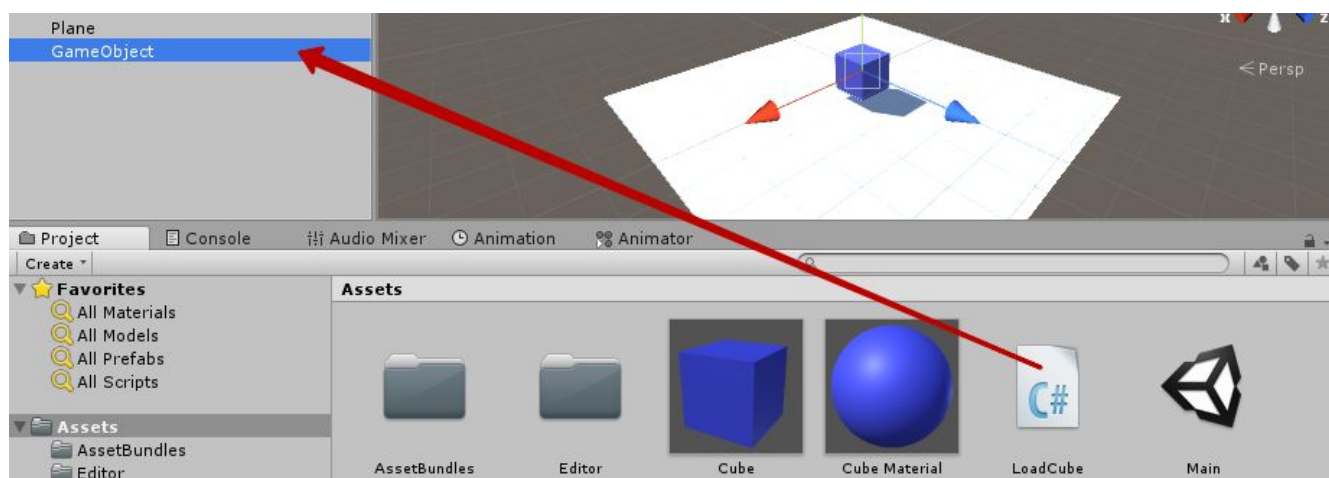 Plane
GameObject
x
z
Persp
Project Console Audio Mixer Animation Animator
Create
Favorites
All Materials
All Models
All Prefabs
All Scripts
Assets
AssetBundles
Editor
Assets
C#
AssetBundles Editor Cube Cube Material LoadCube Main